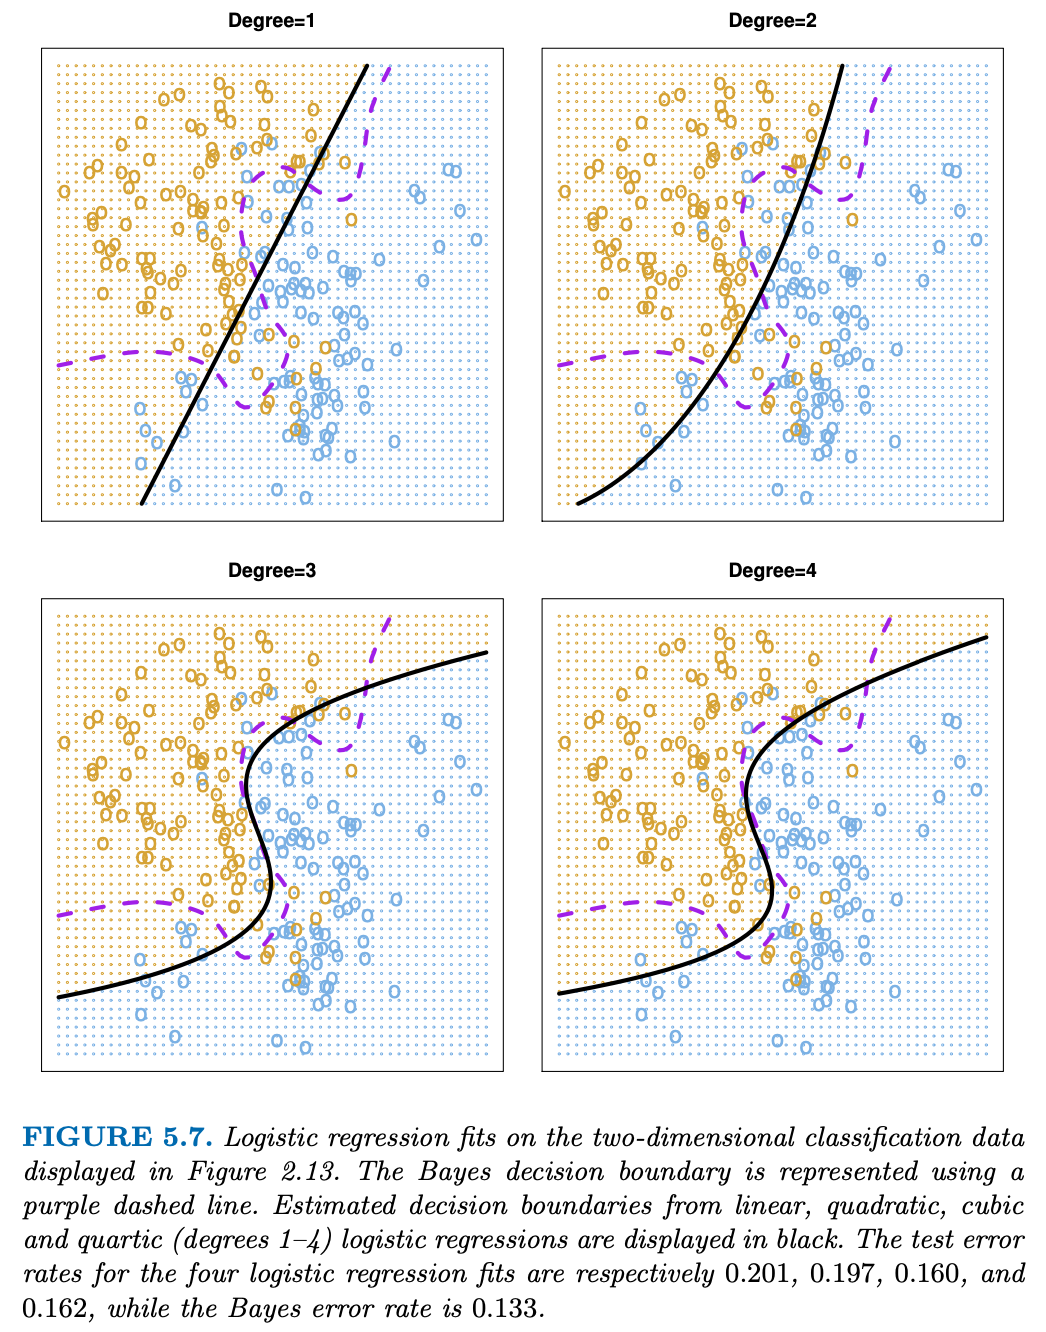 Degree=1
Degree=2
Degree=3
Degree=4
FIGURE 5.7. Logistic regression fits on the two-dimensional classification data
displayed in Figure 2.13. The Bayes decision boundary is represented using a
purple dashed line. Estimated decision boundaries from linear, quadratic, cubic
and quartic (degrees 1–4) logistic regressions are displayed in black. The test error
rates for the four logistic regression fits are respectively 0.201, 0.197, 0.160, and
0.162, while the Bayes error rate is 0.133.